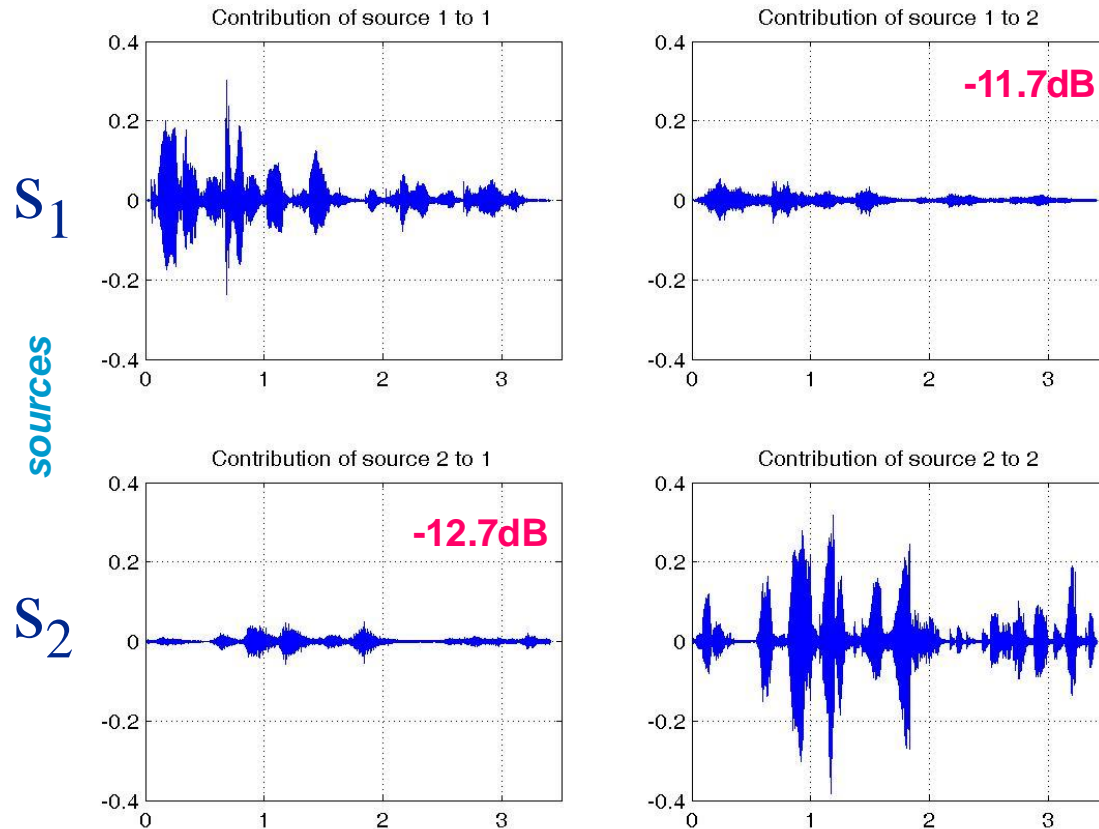 Contribution of source 1 to 1
0.4
0.2
0
-0.2
-0.4
0 1 2 3
Contribution of source 1 to 2
-11.7dB
0.4
0.2
0
-0.2
-0.4
0 1 2 3
S1
sources
Contribution of source 2 to 1
-12.7dB
0.4
0.2
0
-0.2
-0.4
0 1 2 3
Contribution of source 2 to 2
0.4
0.2
0
-0.2
-0.4
0 1 2 3
S2